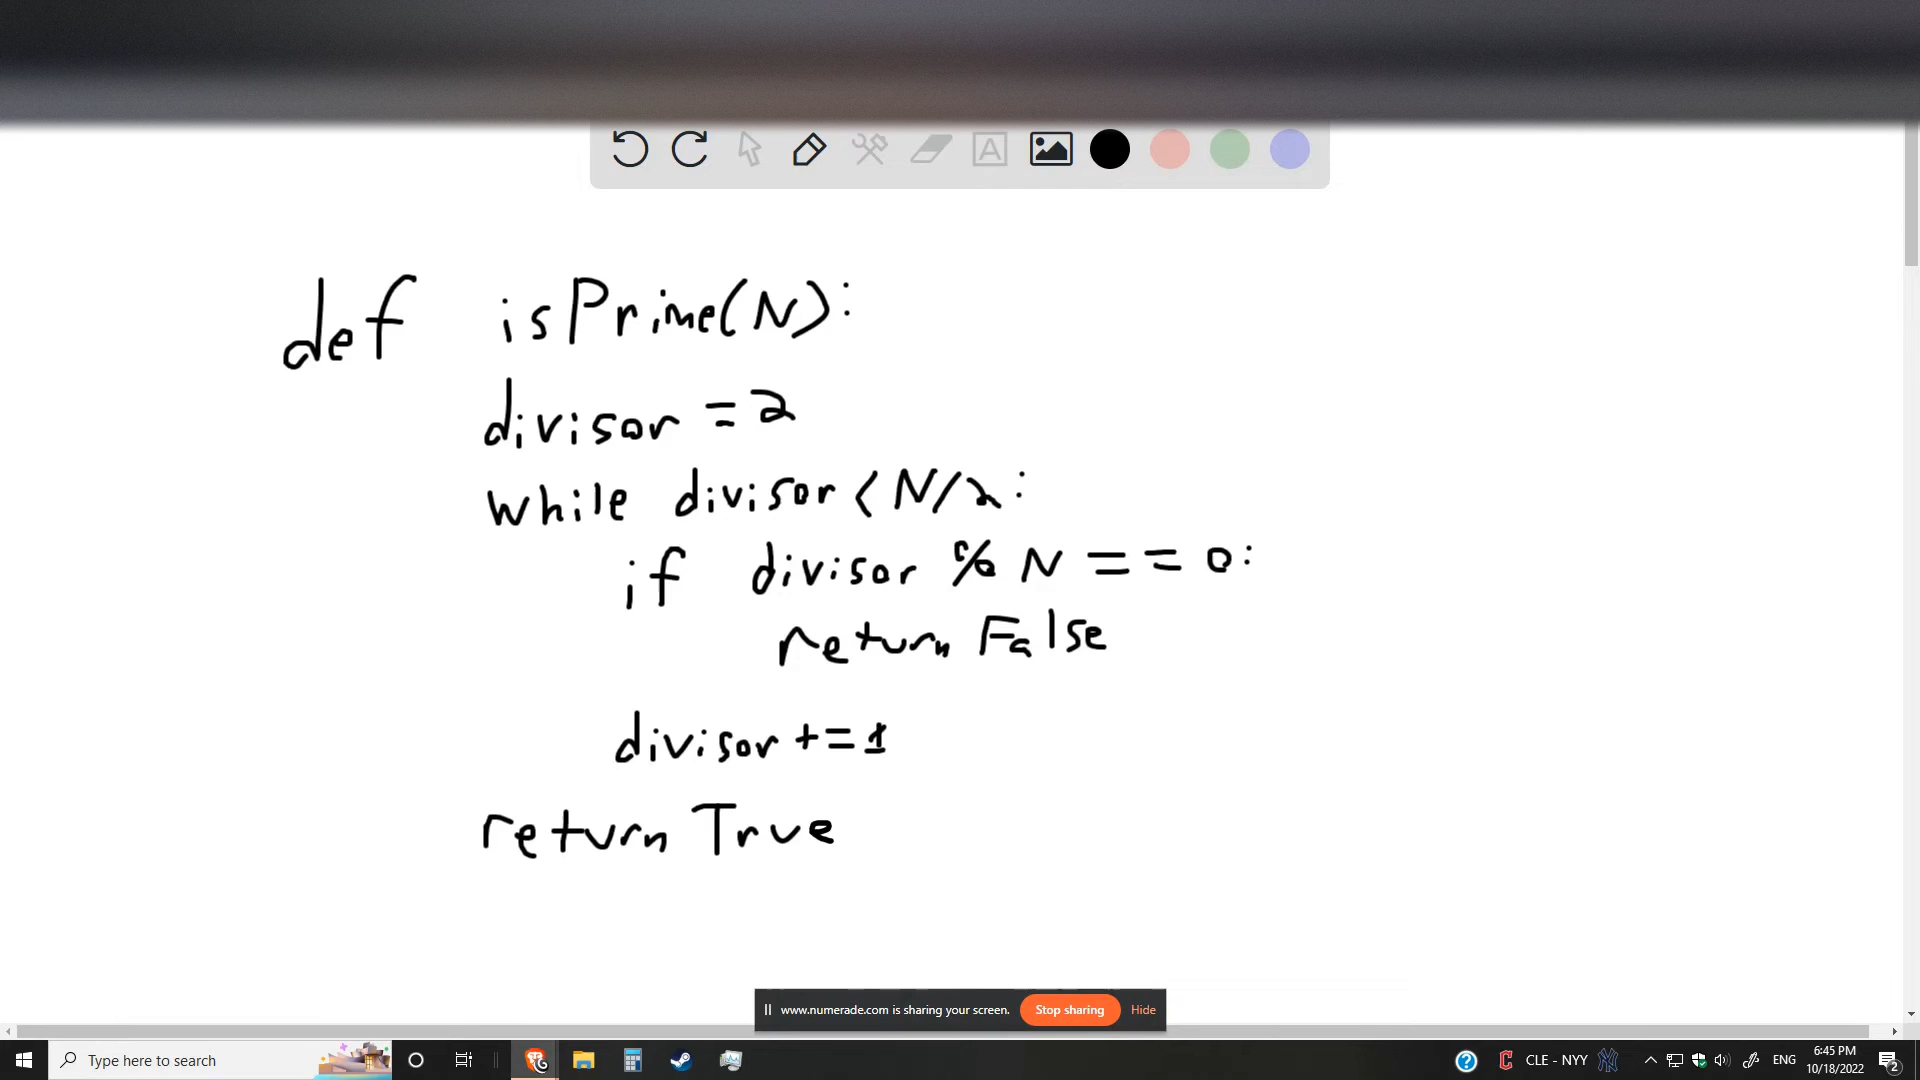 A
def isPrime(N):
divisor = 2
while divisor < N/2:
if divisor % N == 0:
return False
divisor += 1
return True
www.numerade.com is sharing your screen. Stop sharing Hide
Type here to search
CLE - NYY
ENG
6:45 PM
10/18/2022
2